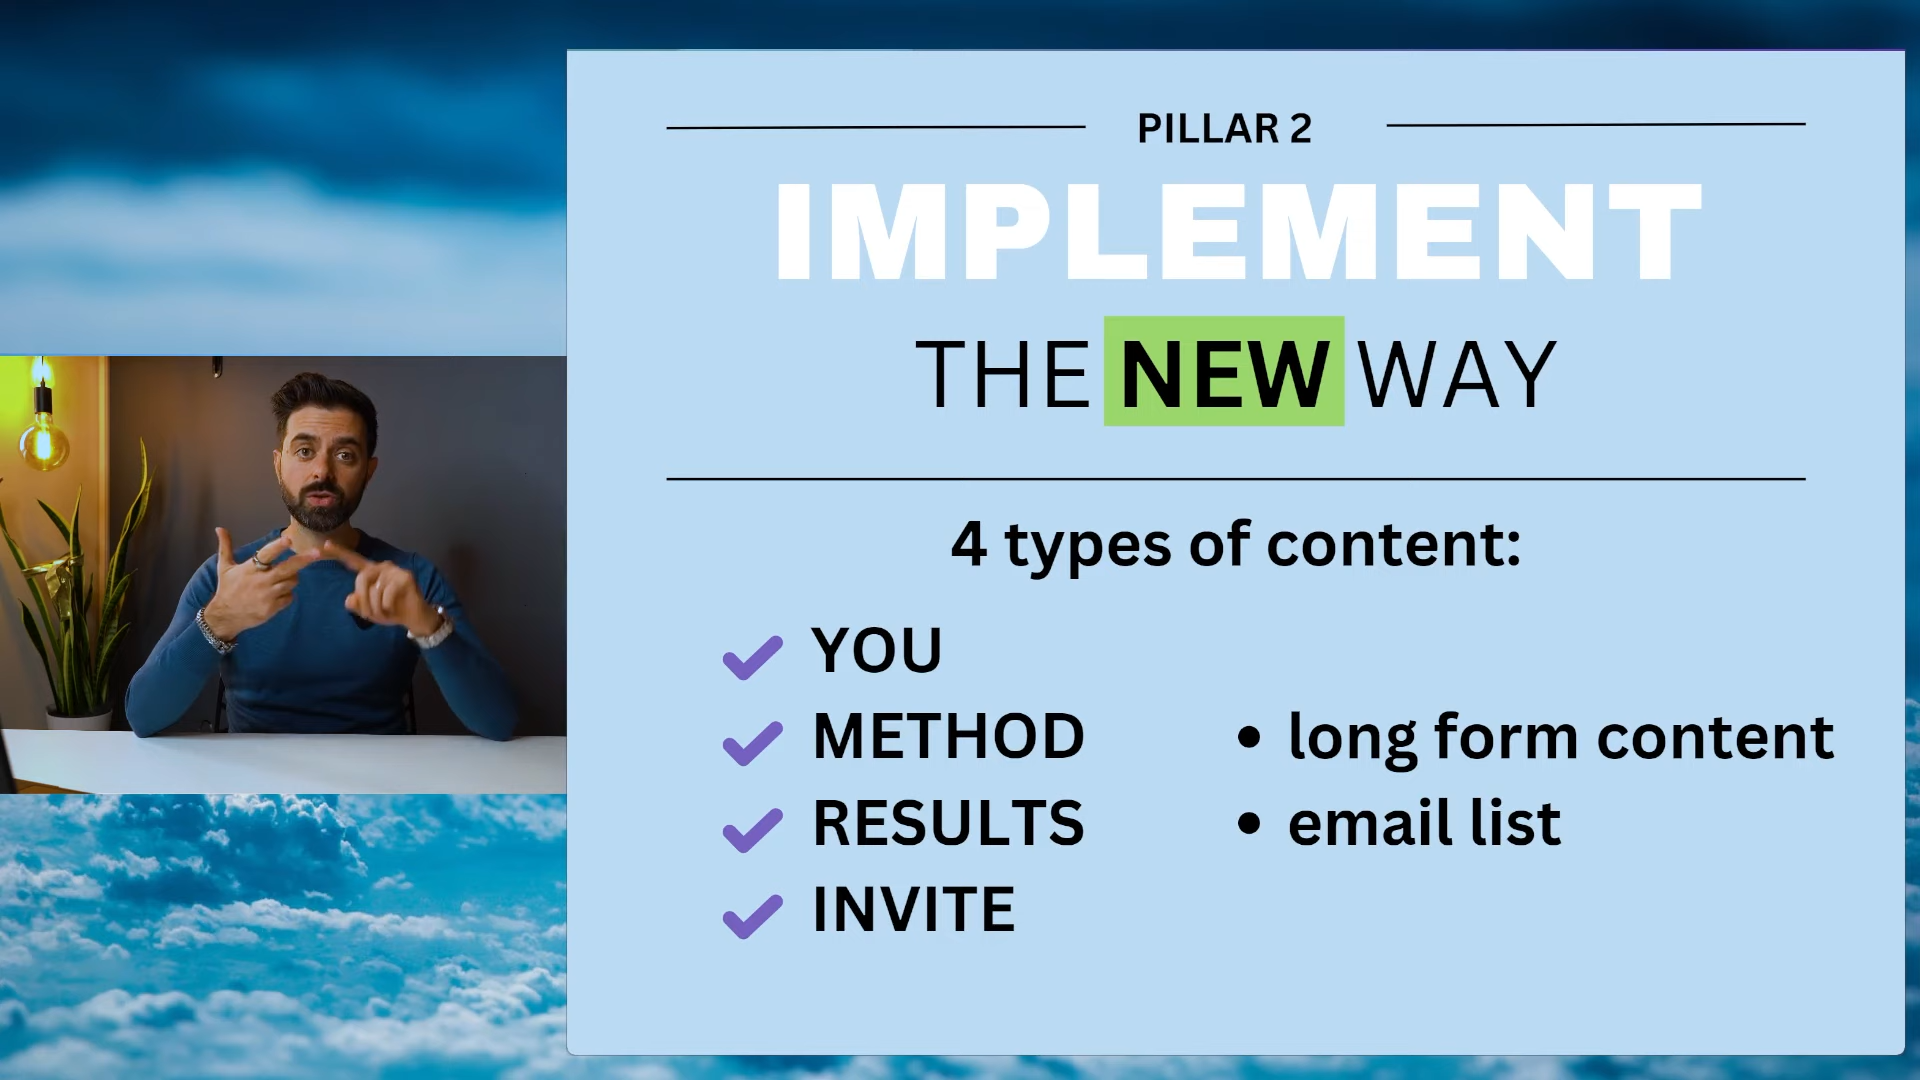 PILLAR 2
IMPLEMENT
THE NEW WAY
4 types of content:
YOU
METHOD
RESULTS
INVITE
• long form content
• email list